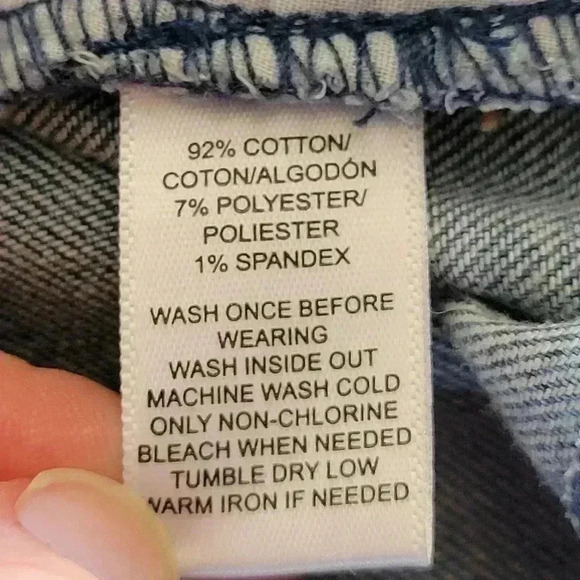 92% COTTON/
COTON/ALGODÓN
7% POLYESTER/
POLIESTER
1% SPANDEX
WASH ONCE BEFORE
WEARING
WASH INSIDE OUT
MACHINE WASH COLD
ONLY NON-CHLORINE
BLEACH WHEN NEEDED
TUMBLE DRY LOW
WARM IRON IF NEEDED